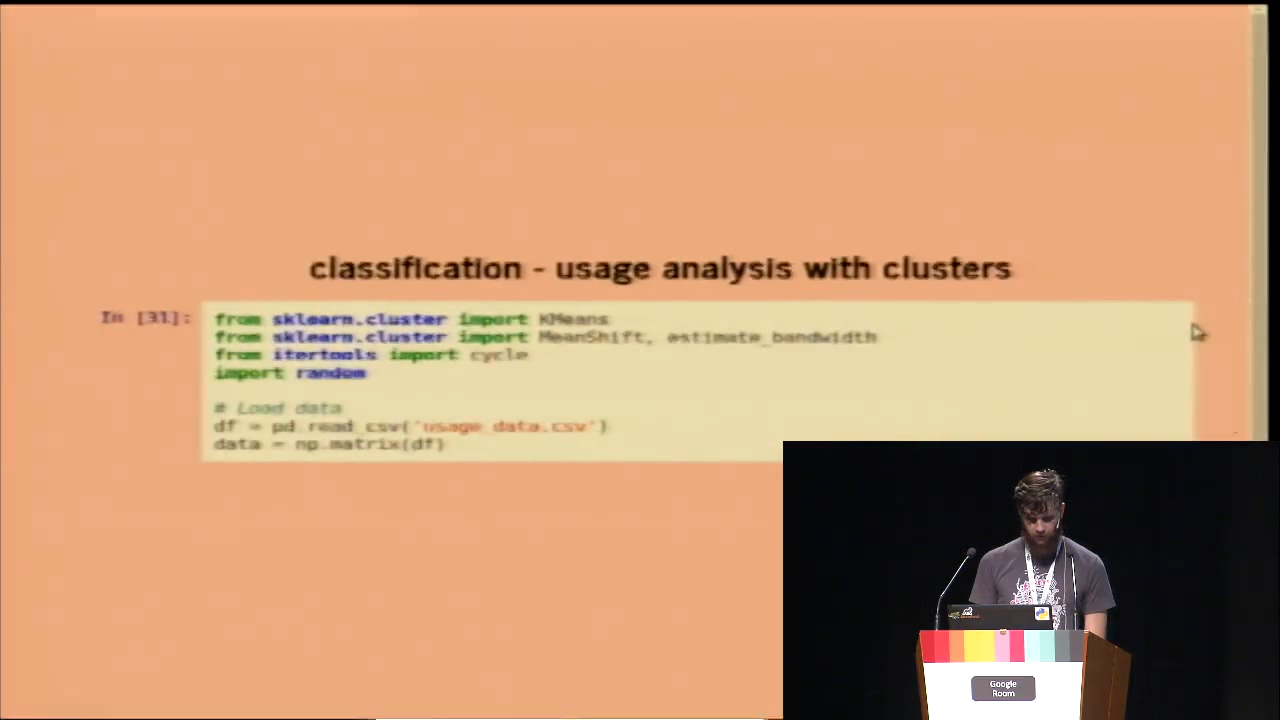 classification - usage analysis with clusters
In [31]:
from sklearn.cluster import KMeans
from sklearn.cluster import MeanShift, estimate_bandwidth
from itertools import cycle
import random
# Load data
df = pd.read_csv('usage_data.csv')
data = np.matrix(df)
Google
Room